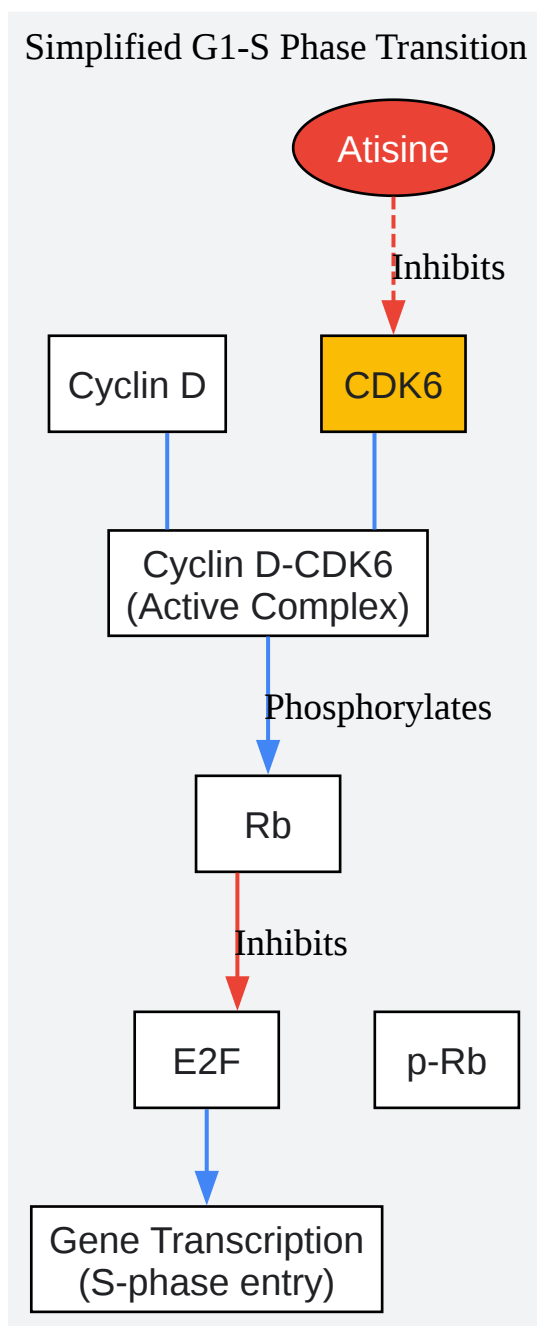 Simplified G1-S Phase Transition
Atisine
Inhibits
Cyclin D
CDK6
Cyclin D-CDK6
(Active Complex)
Phosphorylates
Rb
Inhibits
E2F
p-Rb
Gene Transcription
(S-phase entry)